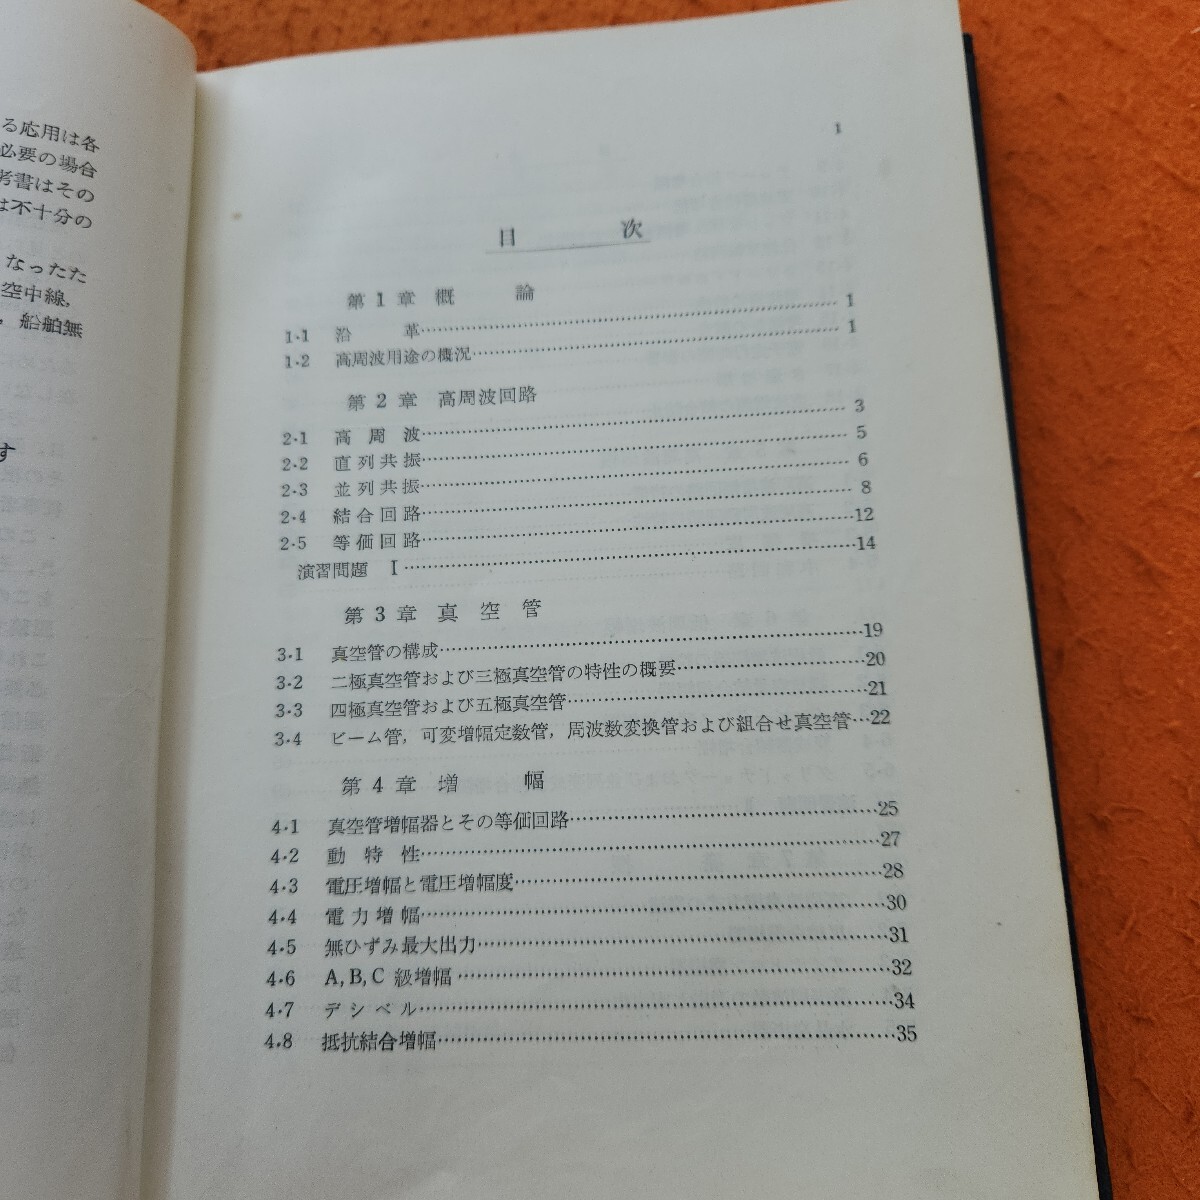 る応用は各
必要の場合
考書はその
は不十分の
なったた
空中線,
, 船舶無
す
1
目 次
第1章 概 論
1・1 沿 革……………………1
1・2 高周波用途の概況……………………1
第2章 高周波回路
2・1 高周波……………………3
2・2 直列共振……………………5
2・3 並列共振……………………6
2・4 結合回路……………………8
2・5 等価回路……………………12
演習問題 I……………………14
第3章 真空管
3・1 真空管の構成……………………19
3・2 二極真空管および三極真空管の特性の概要……………………20
3・3 四極真空管および五極真空管……………………21
3・4 ビーム管, 可変増幅定数管, 周波数変換管および組合せ真空管…22
第4章 増 幅
4・1 真空管増幅器とその等価回路……………………25
4・2 動特性……………………27
4・3 電圧増幅と電圧増幅度……………………28
4・4 電力増幅……………………30
4・5 無ひずみ最大出力……………………31
4・6 A, B, C 級増幅……………………32
4・7 デシベル……………………34
4・8 抵抗結合増幅……………………35